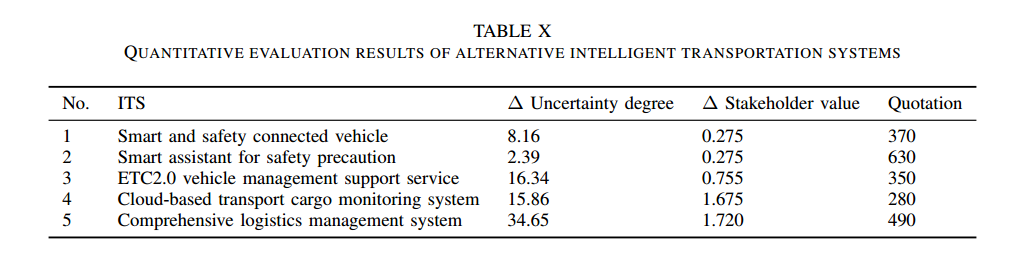 TABLE X
QUANTITATIVE EVALUATION RESULTS OF ALTERNATIVE INTELLIGENT TRANSPORTATION SYSTEMS
No. ITS Δ Uncertainty degree Δ Stakeholder value Quotation
1 Smart and safety connected vehicle 8.16 0.275 370
2 Smart assistant for safety precaution 2.39 0.275 630
3 ETC2.0 vehicle management support service 16.34 0.755 350
4 Cloud-based transport cargo monitoring system 15.86 1.675 280
5 Comprehensive logistics management system 34.65 1.720 490